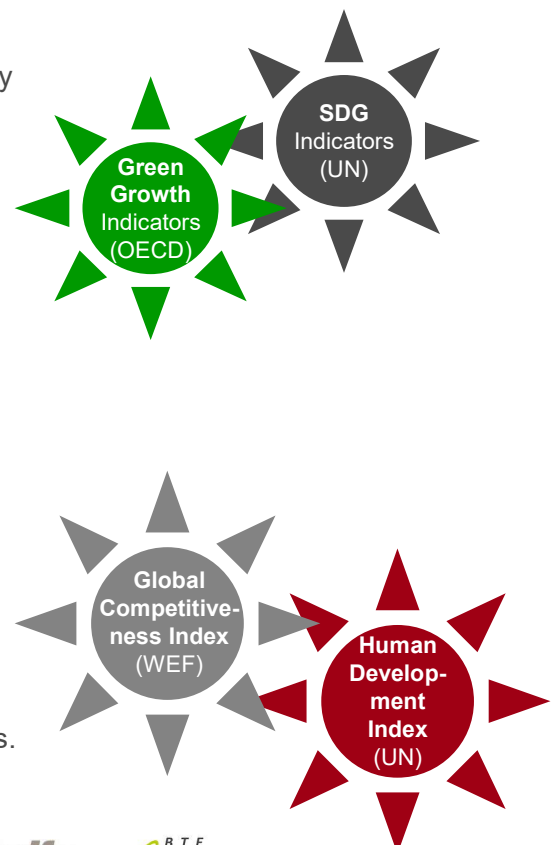 y
SDG
Indicators
(UN)
Green
Growth
Indicators
(OECD)
Global
Competitive-
ness Index
(WEF)
Human
Develop-
ment
Index
(UN)
s.
B T E